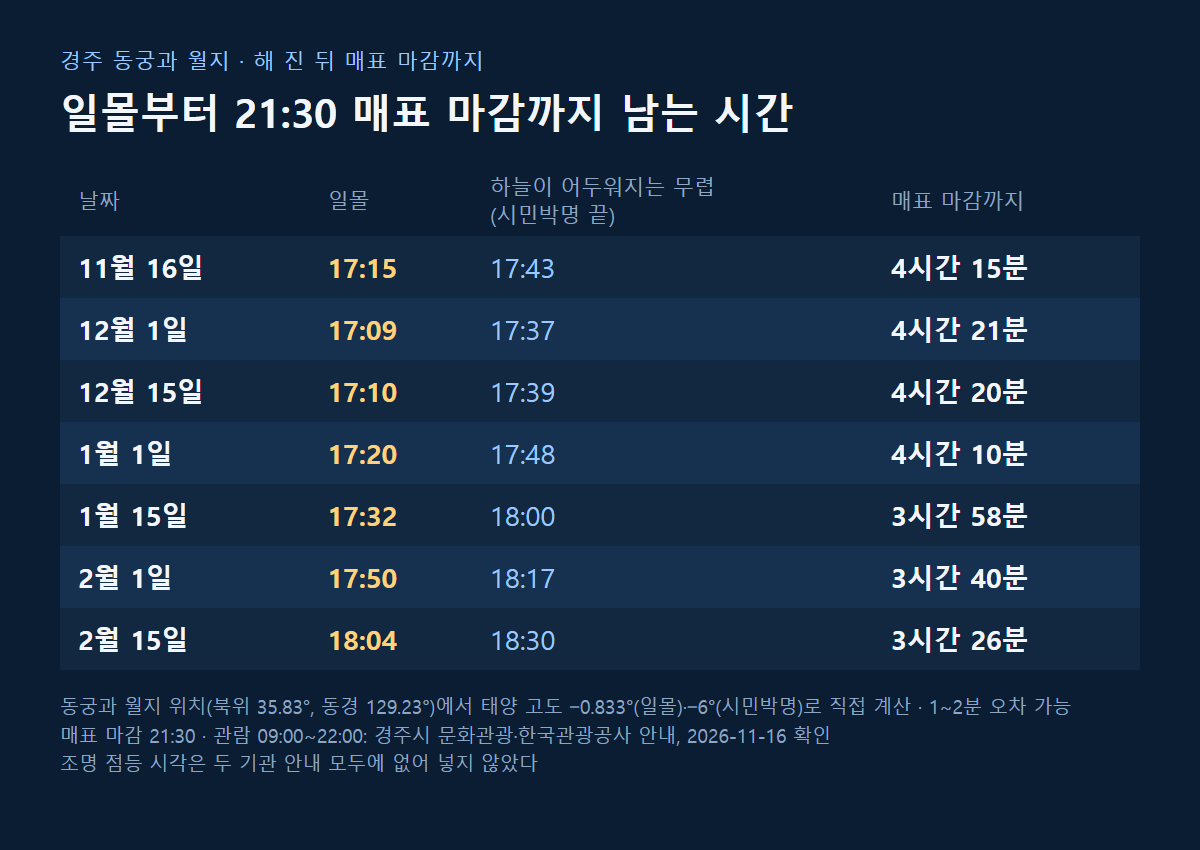 경주 동궁과 월지 · 해 진 뒤 매표 마감까지
일몰부터 21:30 매표 마감까지 남는 시간
날짜 일몰 하늘이 어두워지는 무렵 (시민박명 끝) 매표 마감까지
11월 16일 17:15 17:43 4시간 15분
12월 1일 17:09 17:37 4시간 21분
12월 15일 17:10 17:39 4시간 20분
1월 1일 17:20 17:48 4시간 10분
1월 15일 17:32 18:00 3시간 58분
2월 1일 17:50 18:17 3시간 40분
2월 15일 18:04 18:30 3시간 26분
동궁과 월지 위치(북위 35.83°, 동경 129.23°)에서 태양 고도 −0.833°(일몰)·−6°(시민박명)로 직접 계산 · 1~2분 오차 가능
매표 마감 21:30 · 관람 09:00~22:00: 경주시 문화관광·한국관광공사 안내, 2026-11-16 확인
조명 점등 시각은 두 기관 안내 모두에 없어 넣지 않았다